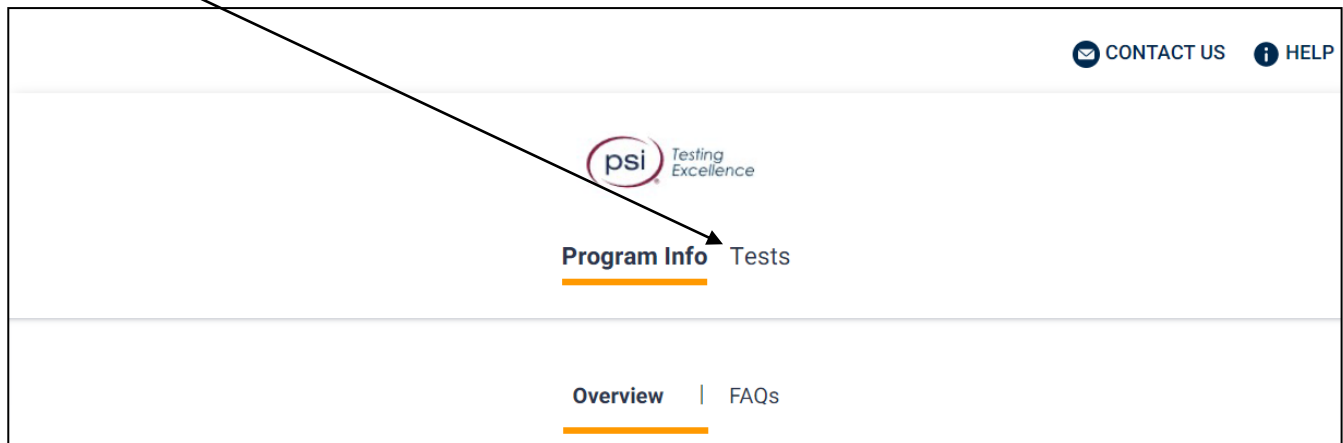 CONTACT US HELP
psi Testing
Excellence
Program Info Tests
Overview | FAQs